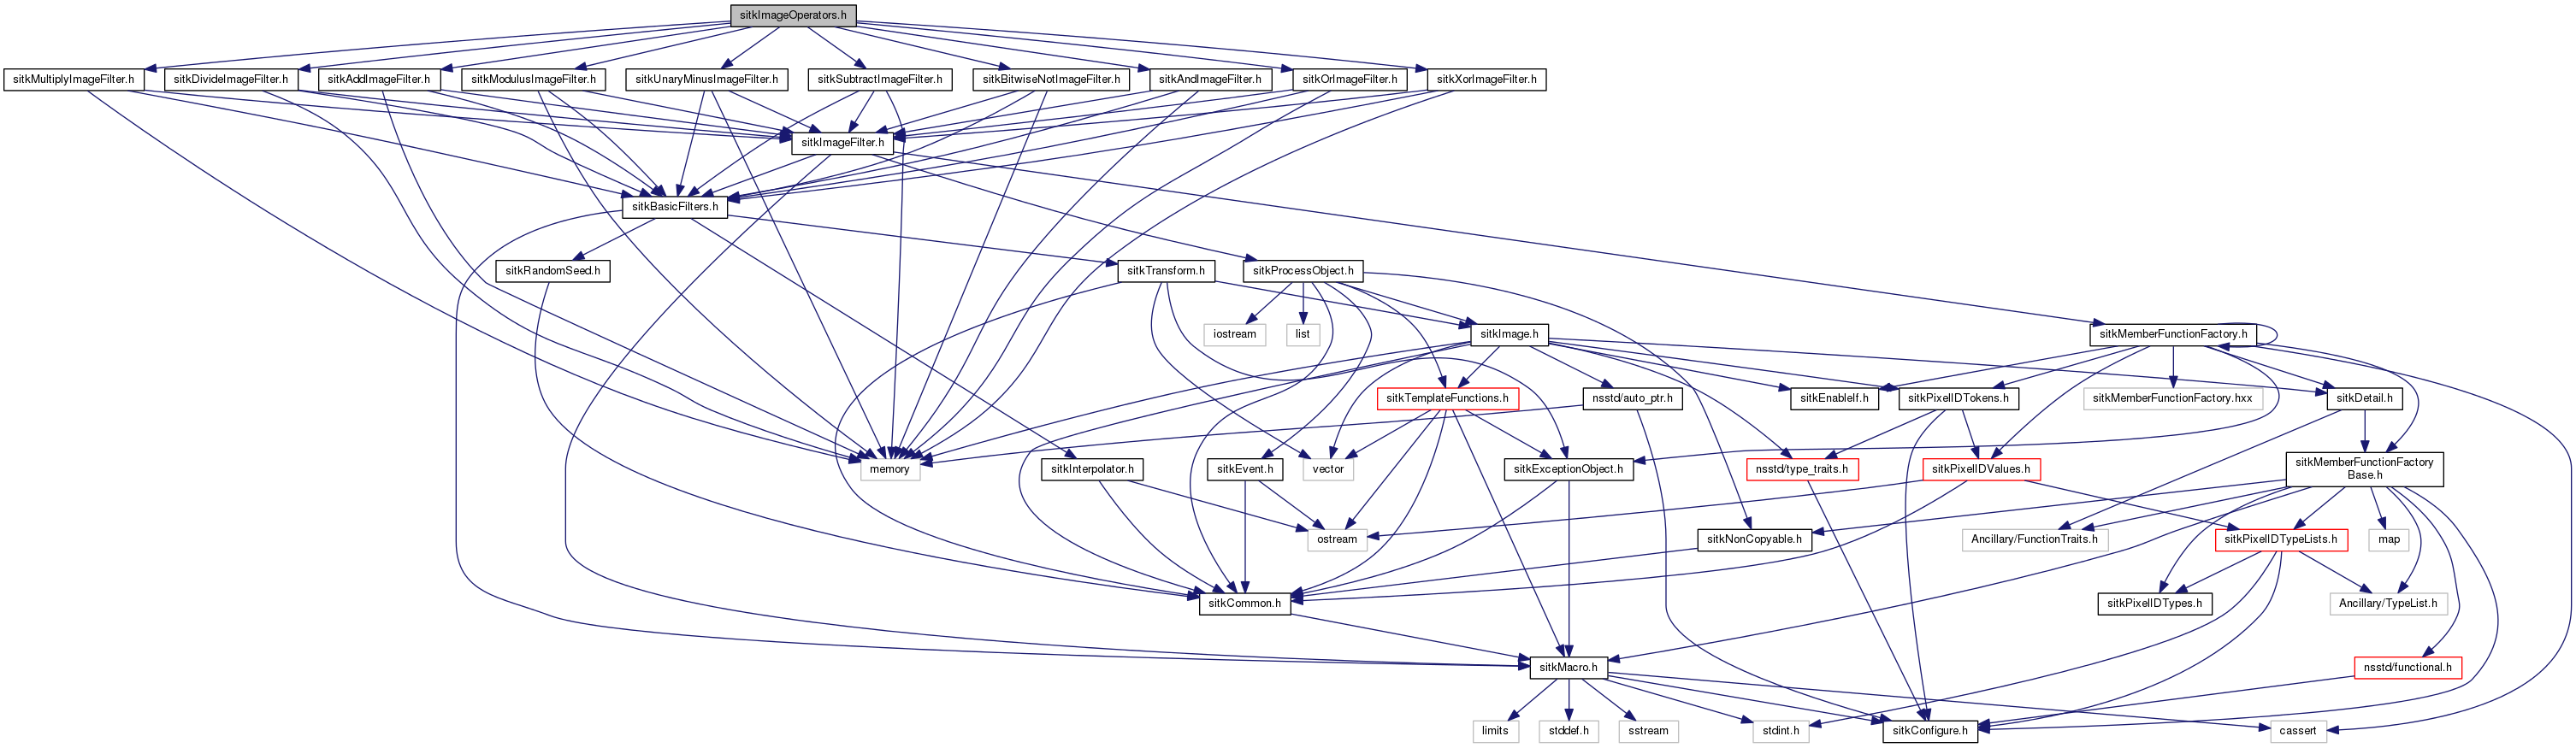 sitkImageOperators.h
sitkMultiplyImageFilter.h
sitkDivideImageFilter.h
sitkAddImageFilter.h
sitkModulusImageFilter.h
sitkUnaryMinusImageFilter.h
sitkSubtractImageFilter.h
sitkBitwiseNotImageFilter.h
sitkAndImageFilter.h
sitkOrImageFilter.h
sitkXorImageFilter.h
sitkImageFilter.h
sitkBasicFilters.h
sitkRandomSeed.h
sitkTransform.h
sitkProcessObject.h
iostream
list
sitkImage.h
sitkMemberFunctionFactory.h
sitkTemplateFunctions.h
nsstd/auto_ptr.h
sitkEnableIf.h
sitkPixelIDTokens.h
sitkMemberFunctionFactory.hxx
sitkDetail.h
memory
sitkInterpolator.h
sitkEvent.h
vector
sitkExceptionObject.h
nsstd/type_traits.h
sitkPixelIDValues.h
sitkMemberFunctionFactory
Base.h
ostream
sitkNonCopyable.h
Ancillary/FunctionTraits.h
sitkPixelIDTypeLists.h
map
sitkCommon.h
sitkPixelIDTypes.h
Ancillary/TypeList.h
sitkMacro.h
nsstd/functional.h
limits
stddef.h
sstream
stdint.h
sitkConfigure.h
cassert